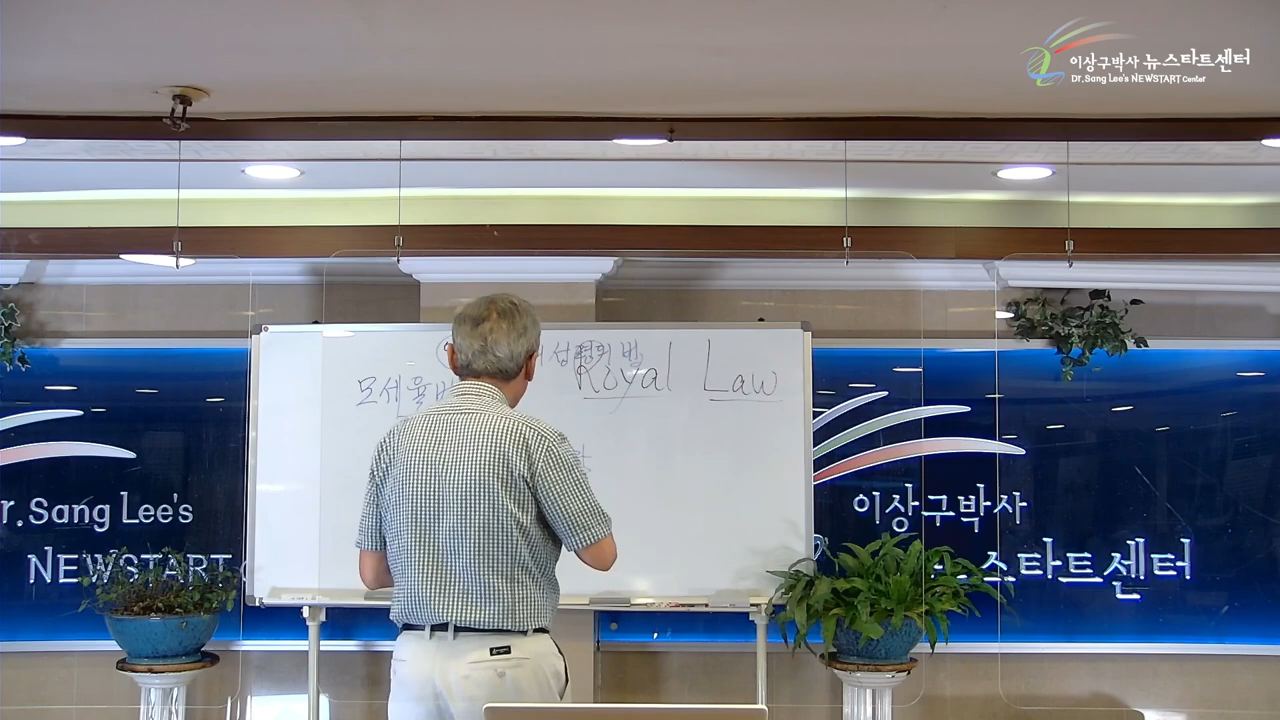 이상구박사 뉴스타트센터
Dr. Sang Lee's NEWSTART Center
Royal Law
모세율법
r. Sang Lee's
NEWSTART
이상구박사
뉴스타트센터